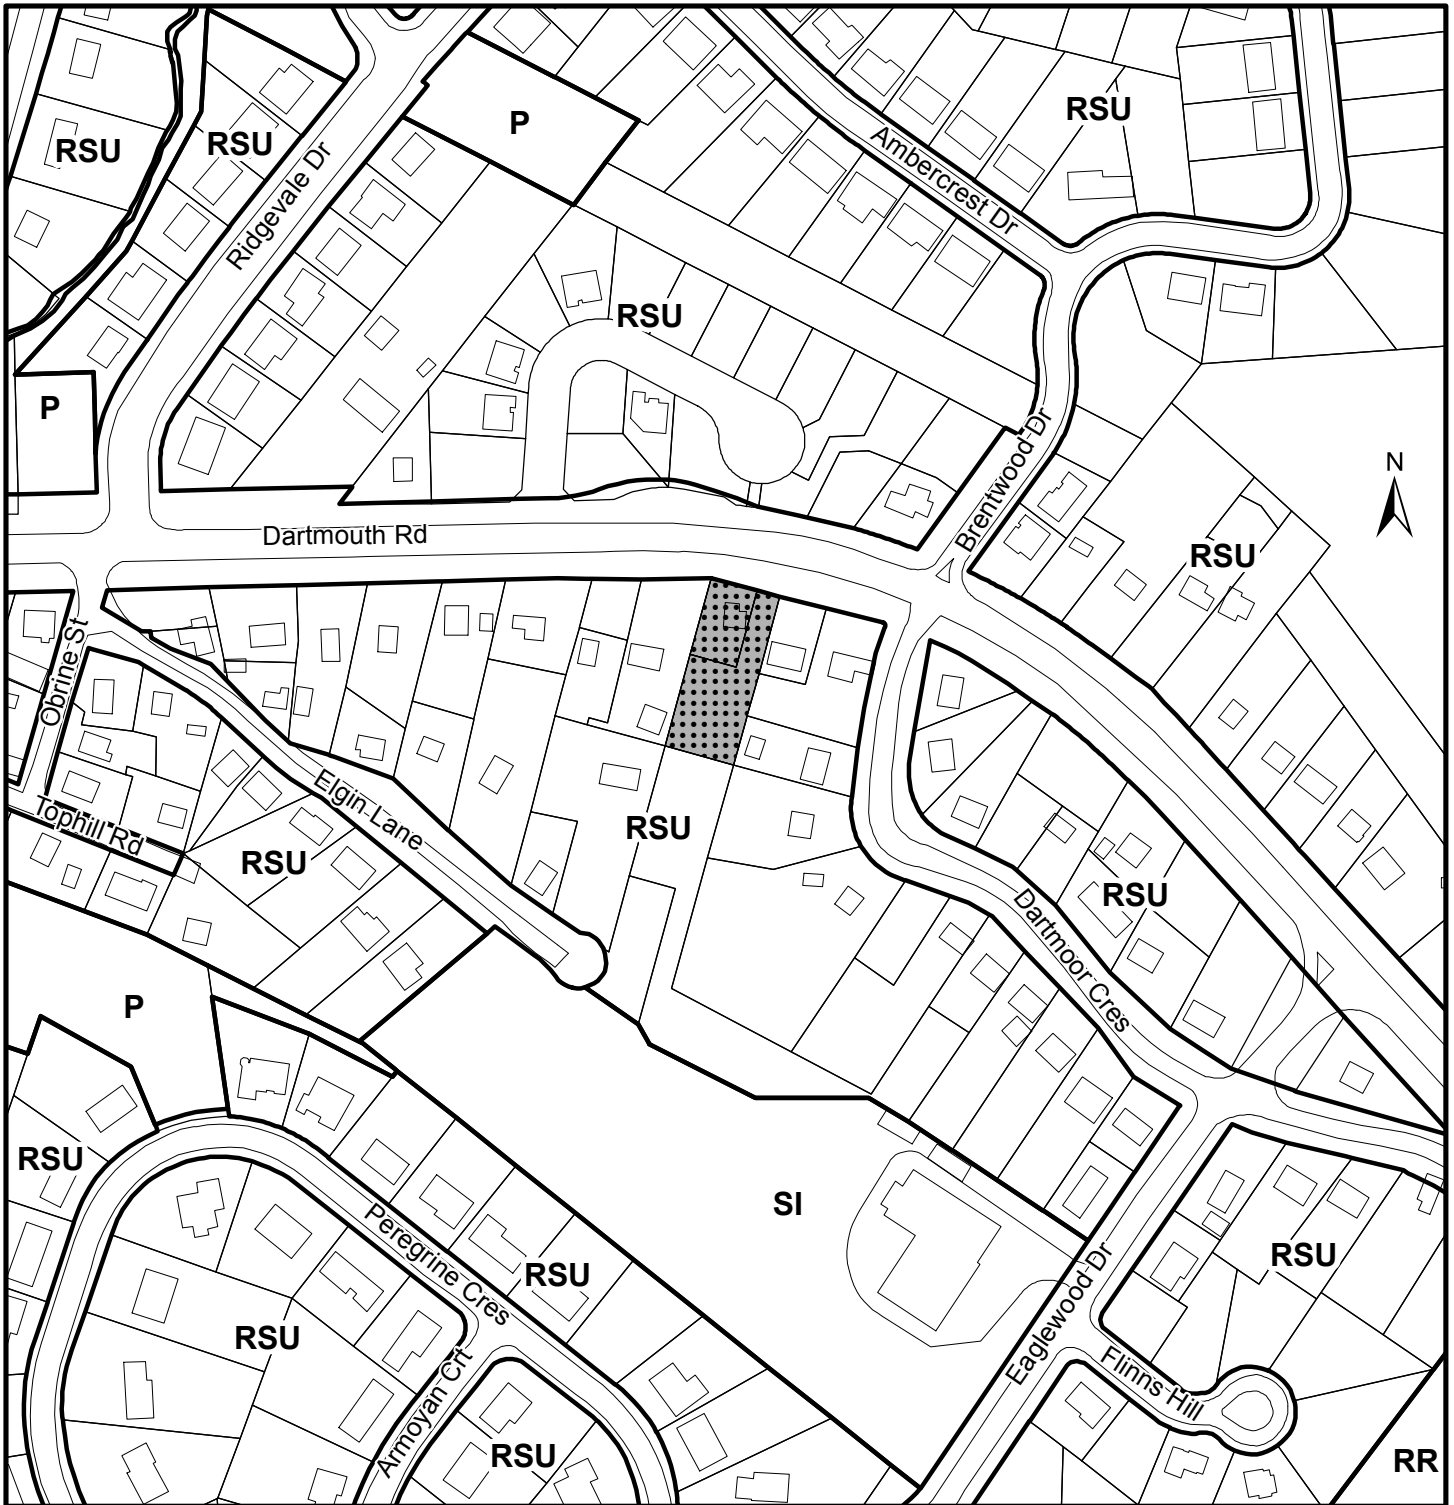 RSU
P
RSU
RSU
Ambercrest Dr
Ridgevale Dr
RSU
P
Brentwood Dr
N
Dartmouth Rd
RSU
Obrine St
Elgin Lane
Tophill Rd
RSU
RSU
RSU
Dartmoor Cres
P
RSU
SI
Peregrine Cres
RSU
RSU
Eaglewood Dr
RSU
Armoyan Crt
Flinns Hill
RSU
RR